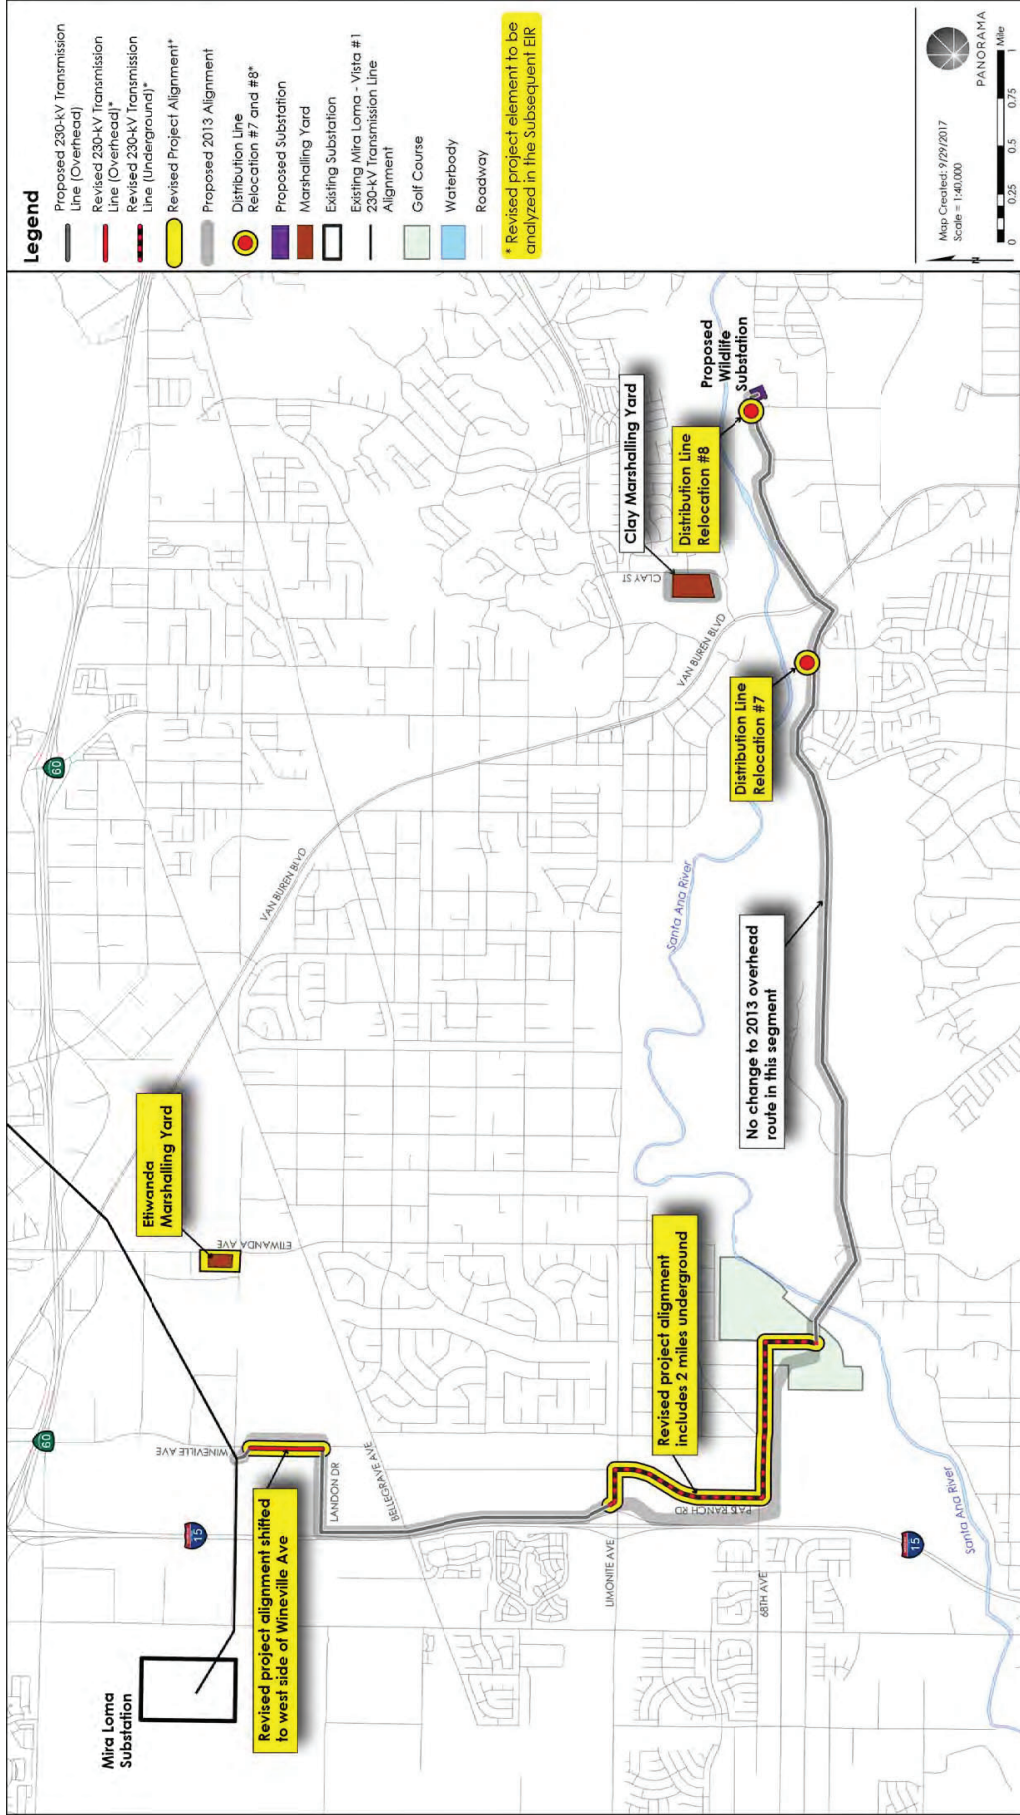 Mira Loma
Substation
Revised project alignment shifted
to west side of Wineville Ave
Etiwanda
Marshalling Yard
60
60
15
15
WINEVILLE AVE
ETIWANDA AVE
LANDON DR
BELLEGRAVE AVE
VAN BUREN BLVD
VAN BUREN BLVD
LIMONITE AVE
68TH AVE
RANCH RD
Revised project alignment
includes 2 miles underground
Santa Ana River
Santa Ana River
No change to 2013 overhead
route in this segment
Distribution Line
Relocation #7
Clay Marshalling Yard
CLAY ST
Distribution Line
Relocation #8
Proposed
Wildlife
Substation
Legend
Proposed 230-kV Transmission
Line (Overhead)
Revised 230-kV Transmission
Line (Overhead)*
Revised 230-kV Transmission
Line (Underground)*
Revised Project Alignment*
Proposed 2013 Alignment
Distribution Line
Relocation #7 and #8*
Proposed Substation
Marshalling Yard
Existing Substation
Existing Mira Loma - Vista #1
230-kV Transmission Line
Alignment
Golf Course
Waterbody
Roadway
* Revised project element to be
analyzed in the Subsequent EIR
Map Created: 9/29/2017
Scale = 1:40,000
PANORAMA
N
0 0.25 0.5 0.75 1
Mile